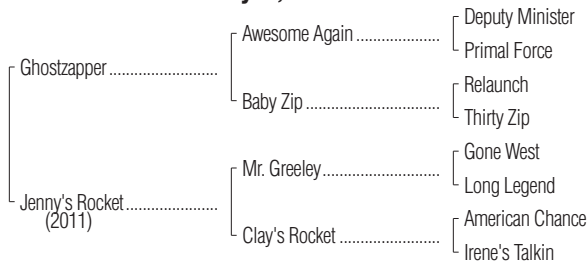 Deputy Minister
Awesome Again ..................
Primal Force
Ghostzapper .......................
Relaunch
Baby Zip ..............................
Thirty Zip
Gone West
Mr. Greeley .........................
Long Legend
Jenny's Rocket ...................
(2011)
American Chance
Clay's Rocket .....................
Irene's Talkin